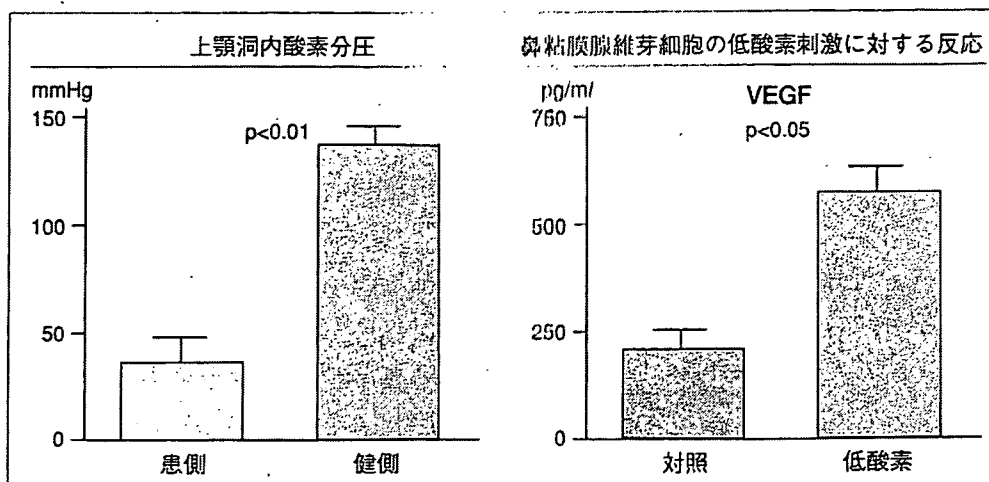 上顎洞内酸素分圧
mmHg
150
100
50
0
p<0.01
患側
健側
鼻粘膜腺維芽細胞の低酸素刺激に対する反応
pg/ml
VEGF
p<0.05
750
500
250
0
対照
低酸素